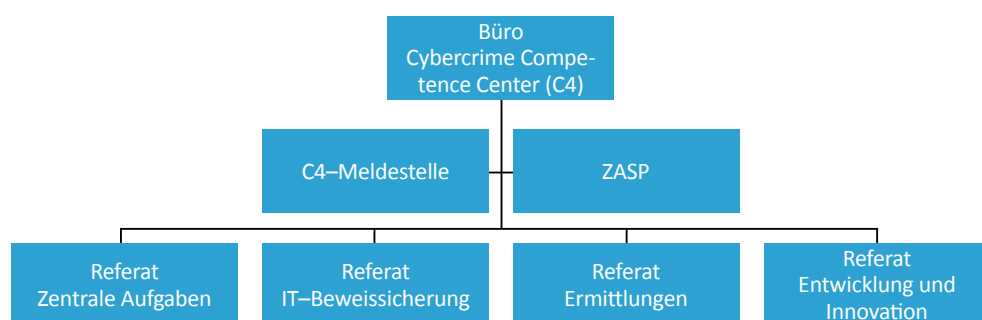 Büro
Cybercrime Compe-
tence Center (C4)
C4–Meldestelle
ZASP
Referat
Zentrale Aufgaben
Referat
IT–Beweissicherung
Referat
Ermittlungen
Referat
Entwicklung und
Innovation